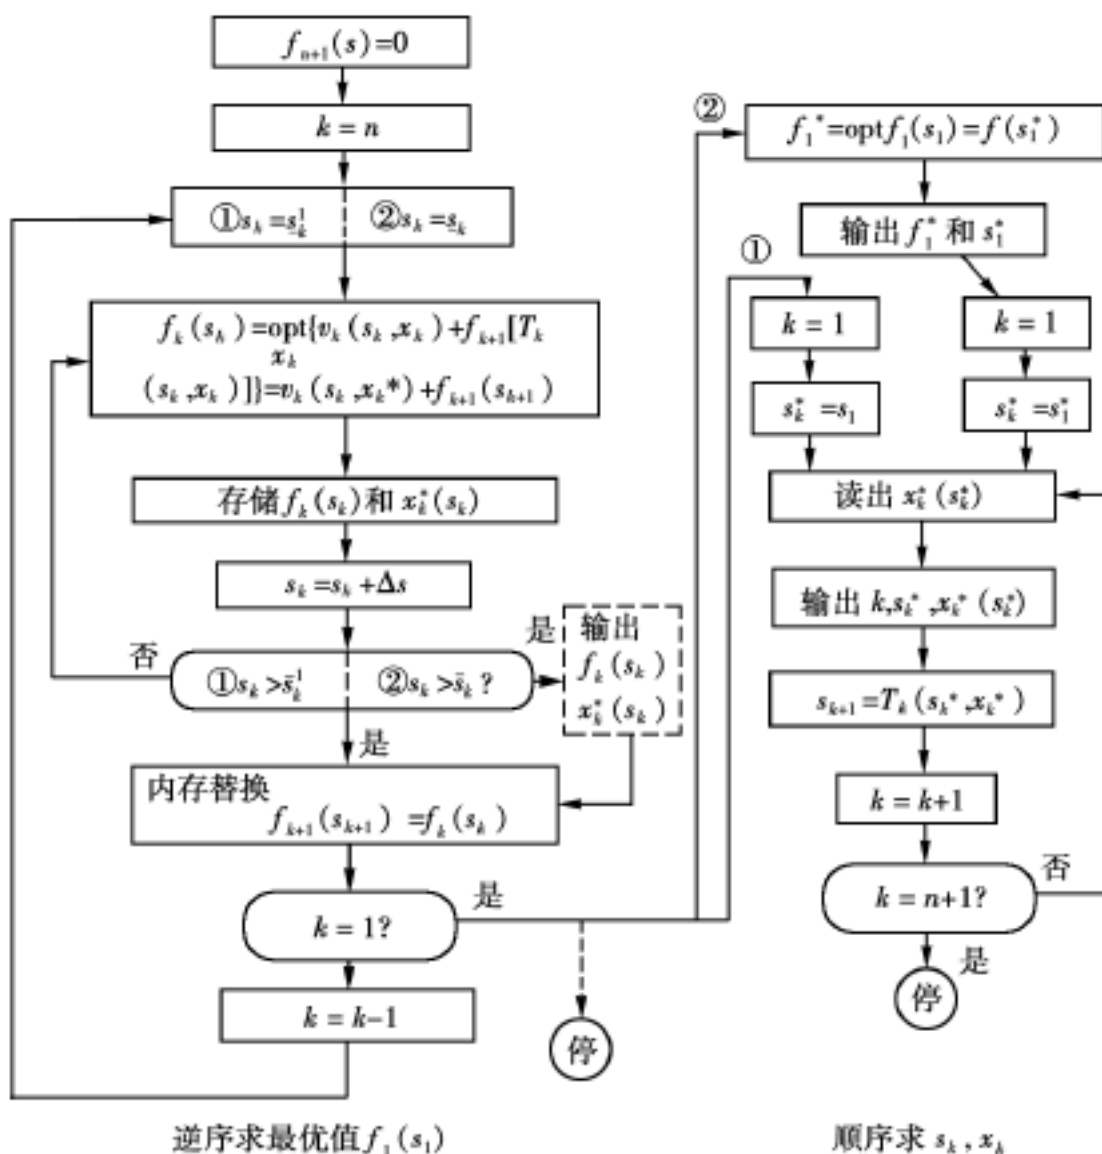 f_{n+1}(s)=0
k=n
①s_k=s̲_k^1 ②s_k=s̲_k
f_k(s_k)=opt{v_k(s_k,x_k)+f_{k+1}[T_k
x_k
(s_k,x_k)]}=v_k(s_k,x_k*)+f_{k+1}(s_{k+1})
存储f_k(s_k)和x_k^*(s_k)
s_k=s_k+Δs
否
①s_k>s̄_k^1 ②s_k>s̄_k?
是
输出
f_k(s_k)
x_k^*(s_k)
是
内存替换
f_{k+1}(s_{k+1})=f_k(s_k)
k=1?
是
k=k-1
停
逆序求最优值f_1(s_1)
②
f_1^*=optf_1(s_1)=f(s_1^*)
输出f_1^*和s_1^*
①
k=1
k=1
s_k^*=s_1
s_k^*=s_1^*
读出x_k^*(s_k^*)
输出k,s_k^*,x_k^*(s_k^*)
s_{k+1}=T_k(s_k^*,x_k^*)
k=k+1
k=n+1?
否
是
停
顺序求s_k,x_k